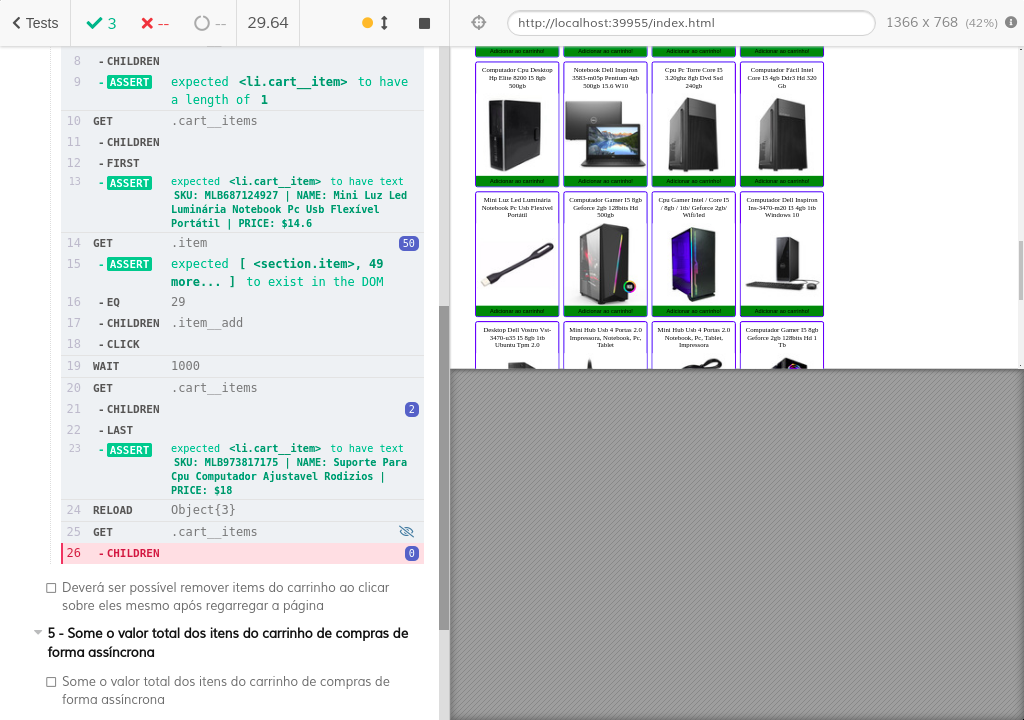 Tests
3
--
--
29.64
http://localhost:39955/index.html
1366 x 768 (42%)
8 - CHILDREN
9 - ASSERT expected <li.cart__item> to have
a length of 1
10 GET .cart__items
11 - CHILDREN
12 - FIRST
13 - ASSERT expected <li.cart__item> to have text
SKU: MLB687124927 | NAME: Mini Luz Led
Luminária Notebook Pc Usb Flexível
Portátil | PRICE: $14.6
14 GET .item 50
15 - ASSERT expected [ <section.item>, 49
more... ] to exist in the DOM
16 - EQ 29
17 - CHILDREN .item__add
18 - CLICK
19 WAIT 1000
20 GET .cart__items
21 - CHILDREN 2
22 - LAST
23 - ASSERT expected <li.cart__item> to have text
SKU: MLB973817175 | NAME: Suporte Para
Cpu Computador Ajustavel Rodizios |
PRICE: $18
24 RELOAD Object{3}
25 GET .cart__items
26 - CHILDREN 0
Deverá ser possível remover items do carrinho ao clicar
sobre eles mesmo após regarregar a página
5 - Some o valor total dos itens do carrinho de compras de
forma assíncrona
Some o valor total dos itens do carrinho de compras de
forma assíncrona
Adicionar ao carrinho! Adicionar ao carrinho! Adicionar ao carrinho! Adicionar ao carrinho!
Computador Cpu Desktop
Hp Elite 8200 I5 8gb
500gb
Notebook Dell Inspiron
3583-m05p Pentium 4gb
500gb 15.6 W10
Cpu Pc Torre Core I5
3.20ghz 8gb Dvd Ssd
240gb
Computador Fácil Intel
Core I3 4gb Ddr3 Hd 320
Gb
Adicionar ao carrinho! Adicionar ao carrinho! Adicionar ao carrinho! Adicionar ao carrinho!
Mini Luz Led Luminária
Notebook Pc Usb Flexível
Portátil
Computador Gamer I5 8gb
Geforce 2gb 128bits Hd
500gb
Cpu Gamer Intel / Core I5
/ 8gb / 1tb/ Geforce 2gb/
Wifi/led
Computador Dell Inspiron
Ins-3470-m20 I3 4gb 1tb
Windows 10
Adicionar ao carrinho! Adicionar ao carrinho! Adicionar ao carrinho! Adicionar ao carrinho!
Desktop Dell Vostro Vst-
3470-u35 I5 8gb 1tb
Ubuntu Tpm 2.0
Mini Hub Usb 4 Portas 2.0
Impressora, Notebook, Pc,
Tablet
Mini Hub Usb 4 Portas 2.0
Notebook, Pc, Tablet,
Impressora
Computador Gamer I5 8gb
Geforce 2gb 128bits Hd 1
Tb